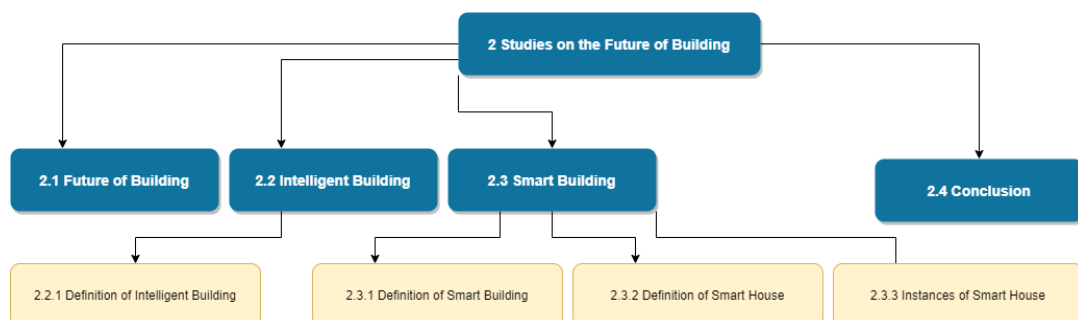 2 Studies on the Future of Building
2.1 Future of Building
2.2 Intelligent Building
2.3 Smart Building
2.4 Conclusion
2.2.1 Definition of Intelligent Building
2.3.1 Definition of Smart Building
2.3.2 Definition of Smart House
2.3.3 Instances of Smart House